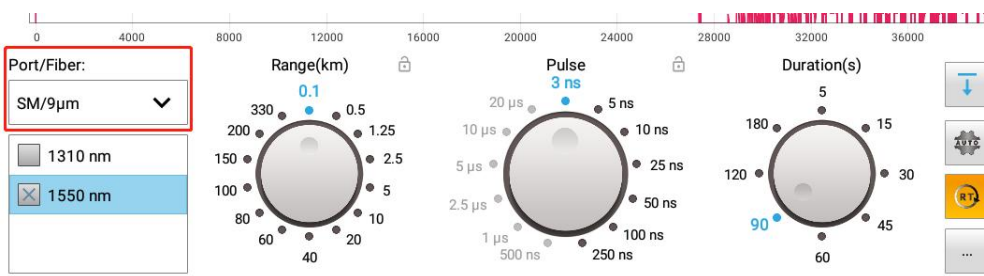 0 4000 8000 12000 16000 20000 24000 28000 32000 36000
Port/Fiber:
SM/9µm
1310 nm
1550 nm
Range(km)
0.1
0.5
1.25
2.5
5
10
20
40
60
80
100
150
200
330
Pulse
3 ns
5 ns
10 ns
25 ns
50 ns
100 ns
250 ns
500 ns
1 µs
2.5 µs
5 µs
10 µs
20 µs
Duration(s)
5
15
30
45
60
90
120
180
AUTO
RT
...